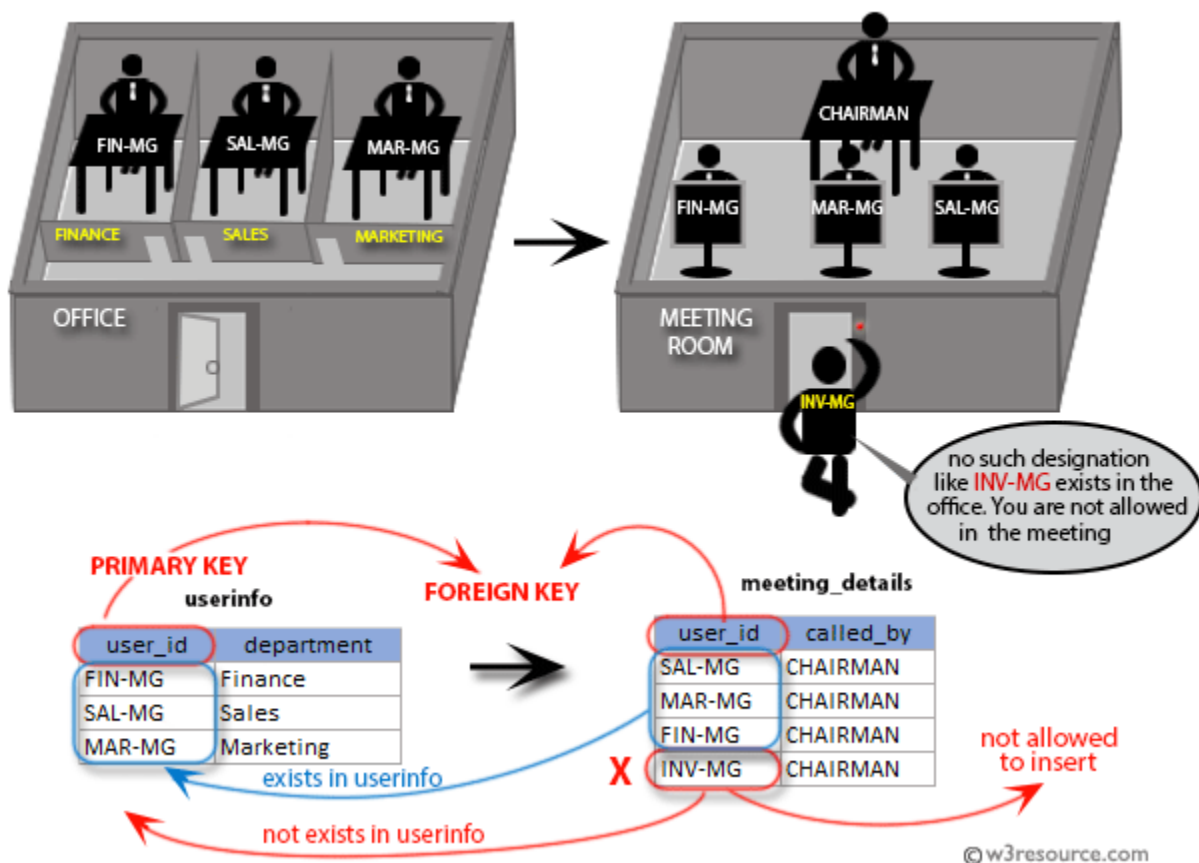 CHAIRMAN
FIN-MG SAL-MG MAR-MG
FIN-MG MAR-MG SAL-MG
FINANCE SALES MARKETING
OFFICE
MEETING
ROOM
INV-MG
no such designation
like INV-MG exists in the
office. You are not allowed
in the meeting
PRIMARY KEY
FOREIGN KEY
userinfo
user_id department
FIN-MG Finance
SAL-MG Sales
MAR-MG Marketing
meeting_details
user_id called_by
SAL-MG CHAIRMAN
MAR-MG CHAIRMAN
FIN-MG CHAIRMAN
X INV-MG CHAIRMAN
exists in userinfo
not exists in userinfo
not allowed
to insert
© w3resource.com